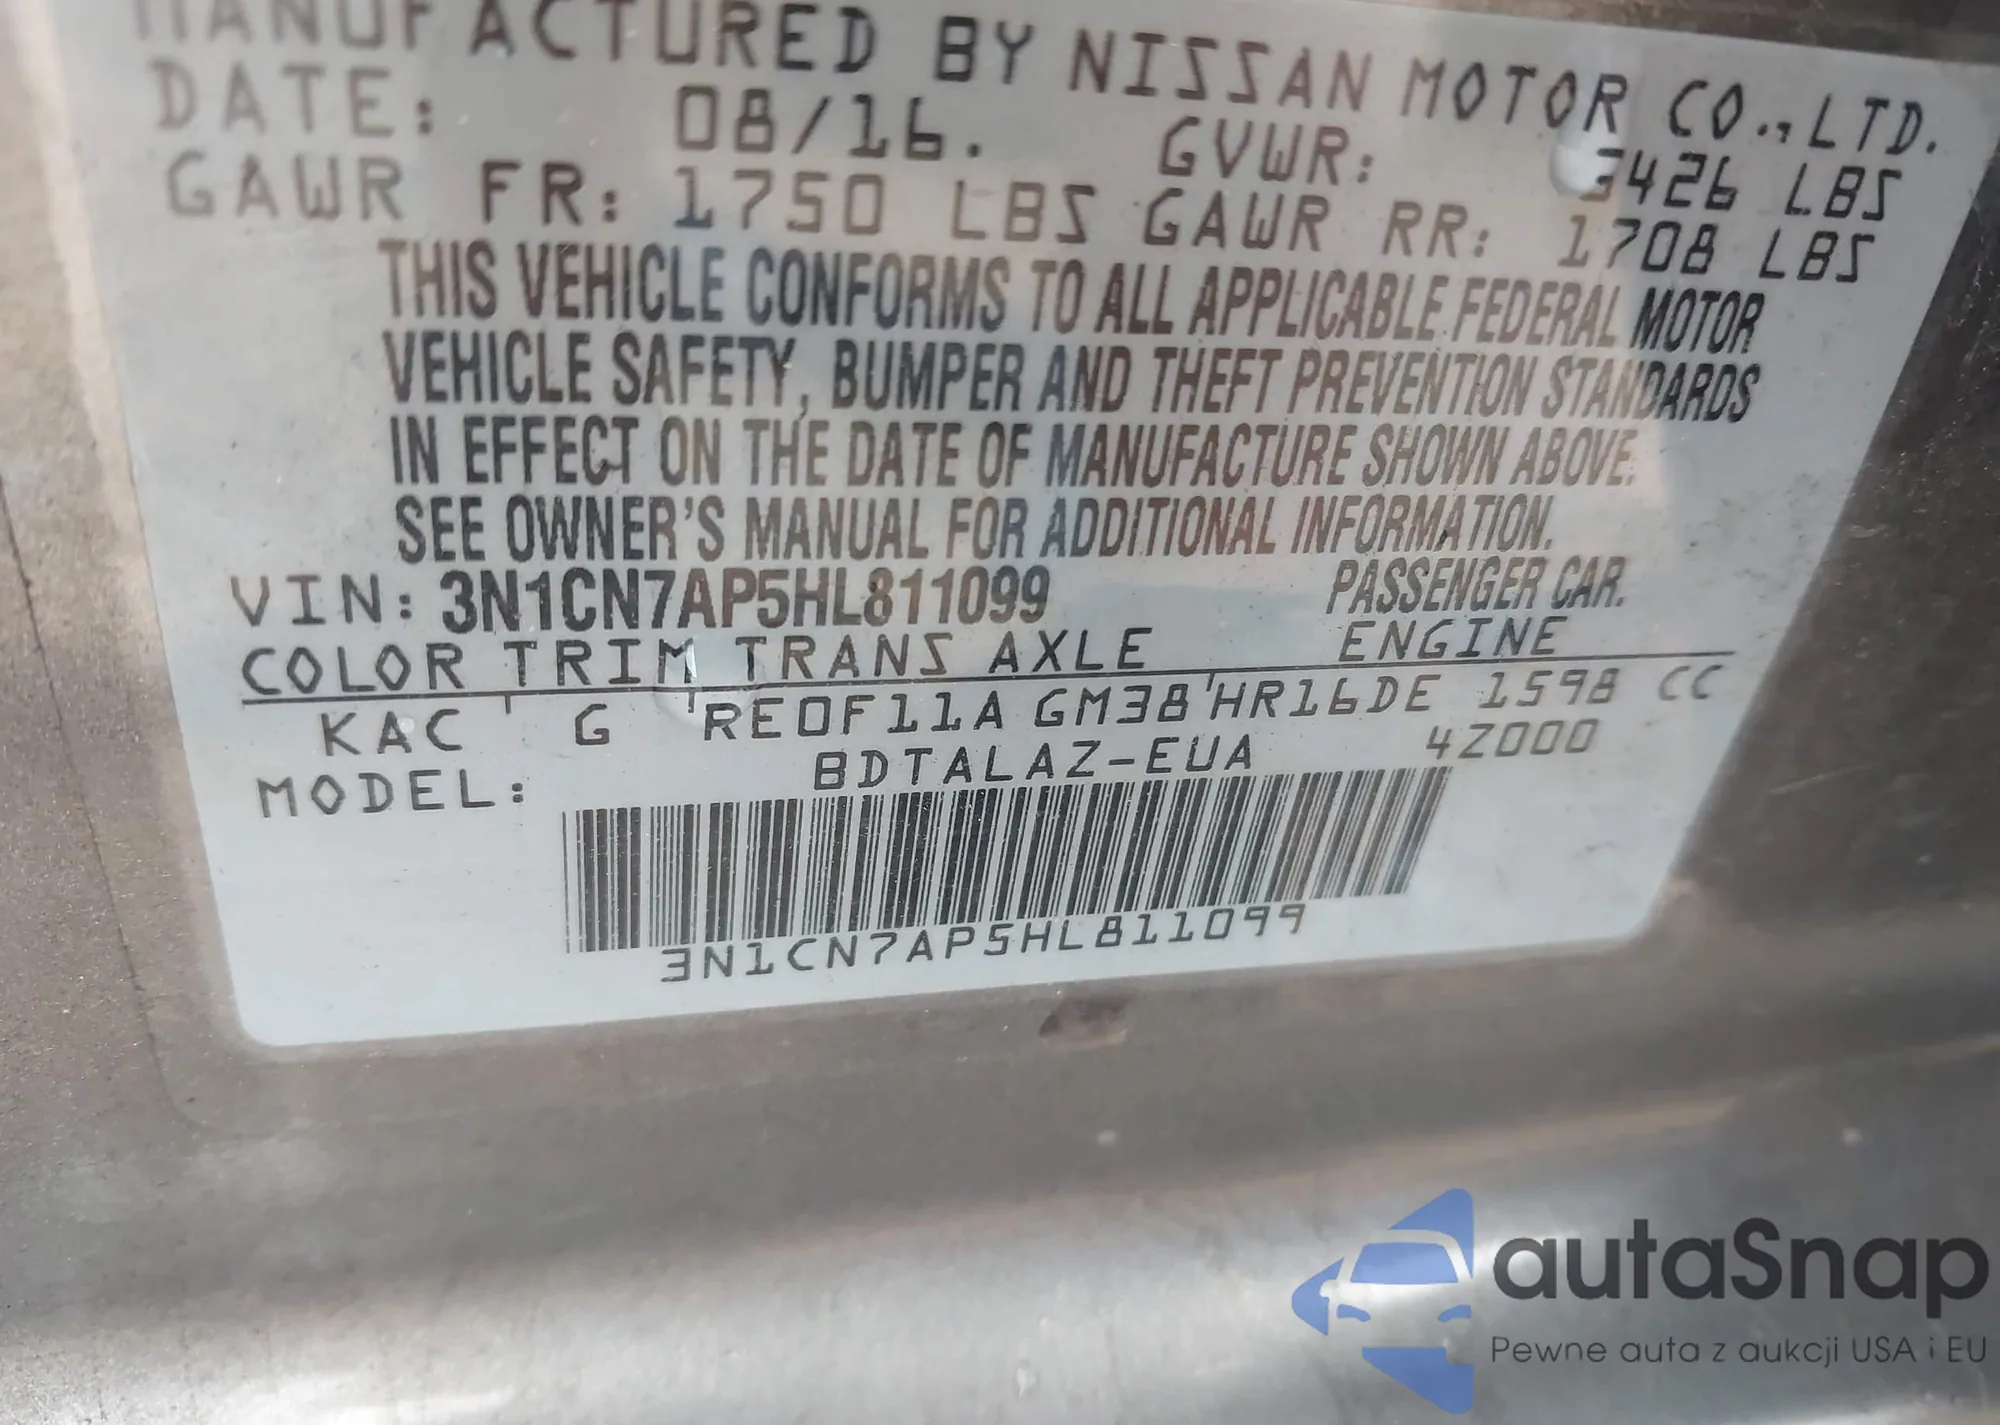 MANUFACTURED BY NISSAN MOTOR CO., LTD.
DATE: 08/16. GVWR: 3426 LBS
GAWR FR: 1750 LBS GAWR RR: 1708 LBS
THIS VEHICLE CONFORMS TO ALL APPLICABLE FEDERAL MOTOR
VEHICLE SAFETY, BUMPER AND THEFT PREVENTION STANDARDS
IN EFFECT ON THE DATE OF MANUFACTURE SHOWN ABOVE.
SEE OWNER'S MANUAL FOR ADDITIONAL INFORMATION.
VIN: 3N1CN7AP5HL811099 PASSENGER CAR.
COLOR TRIM TRANS AXLE ENGINE
KAC G RE0F11A GM38 HR16DE 1598 CC
MODEL: BDTALAZ-EUA 4Z000
3N1CN7AP5HL811099
autaSnap
Pewne auta z aukcji USA i EU